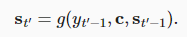 s_{t'} = g(y_{t'-1}, c, s_{t'-1}).